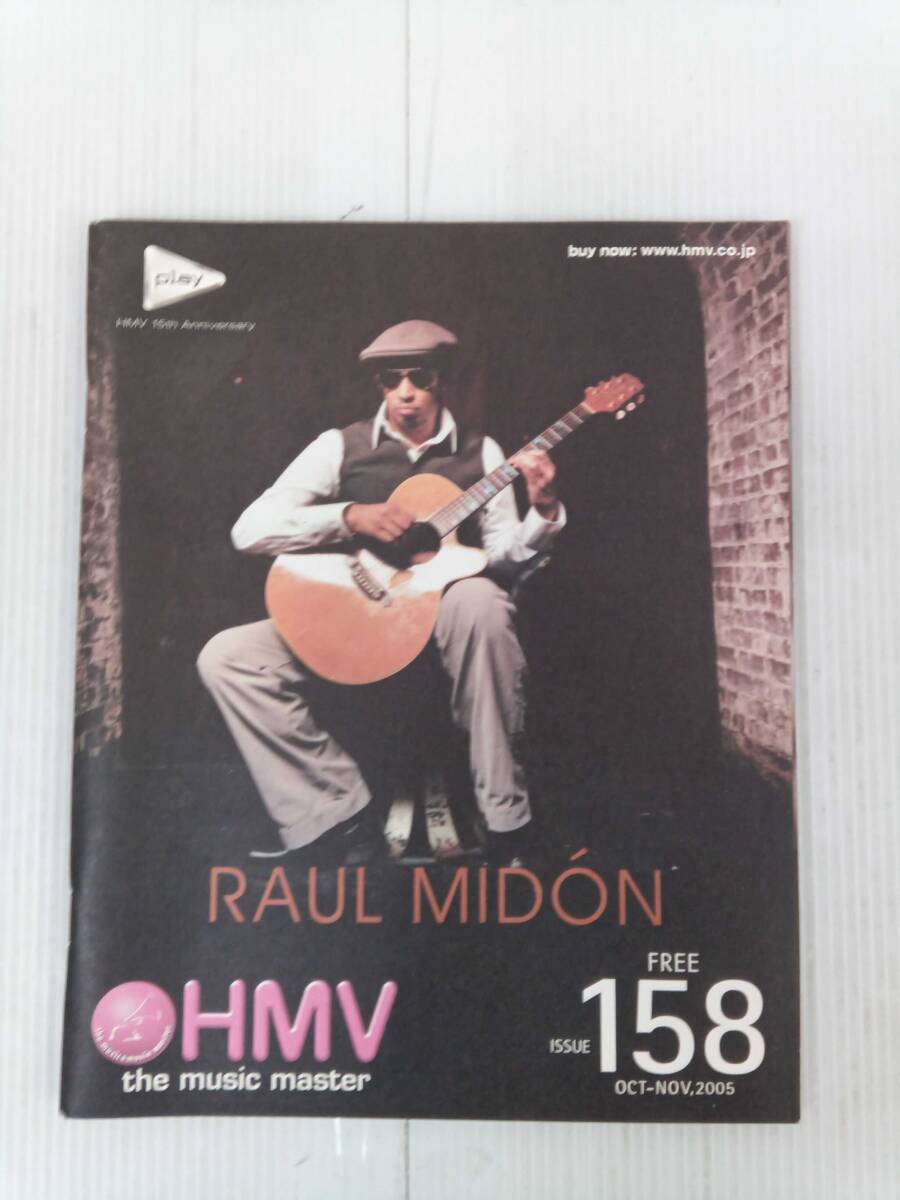 play
HMV 15th Anniversary
buy now: www.hmv.co.jp
RAUL MIDÓN
HMV
the music master
FREE
ISSUE 158
OCT-NOV,2005